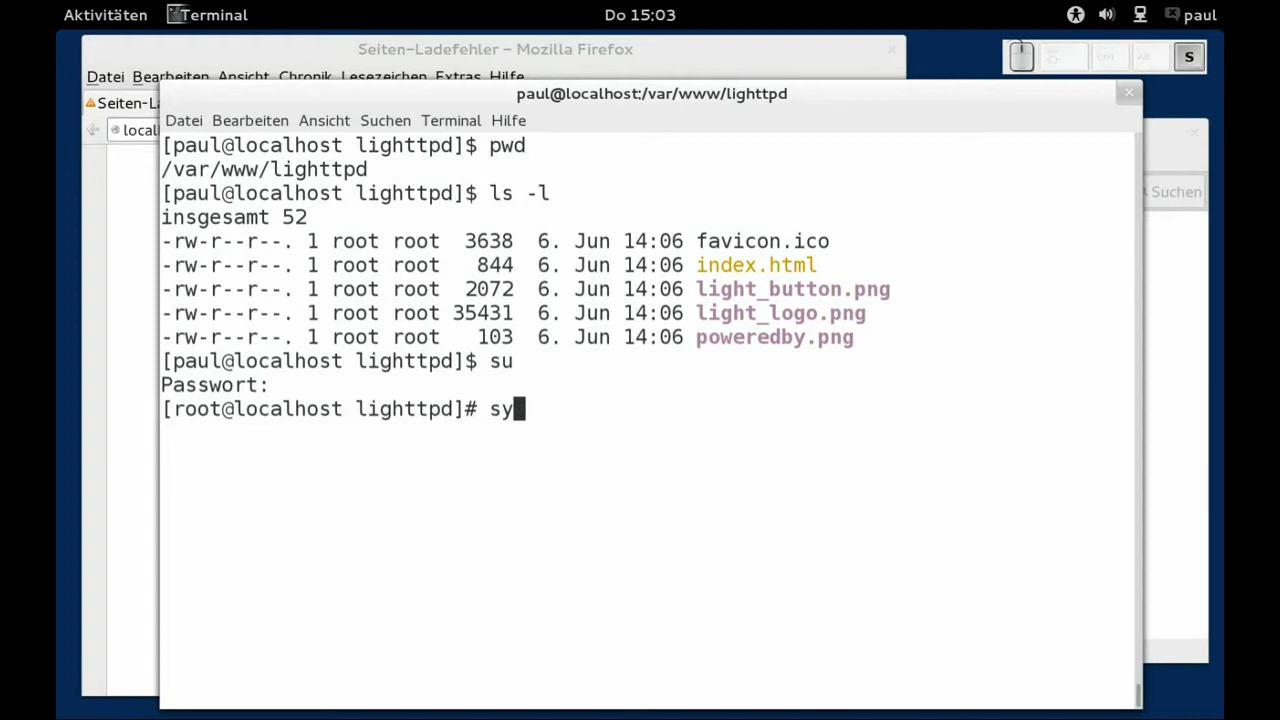 Aktivitäten Terminal Do 15:03 paul
Seiten-Ladefehler – Mozilla Firefox
Datei Bearbeiten Ansicht Chronik Lesezeichen Extras Hilfe S
paul@localhost:/var/www/lighttpd
Seiten-La
Datei Bearbeiten Ansicht Suchen Terminal Hilfe
locall
[paul@localhost lighttpd]$ pwd
/var/www/lighttpd
[paul@localhost lighttpd]$ ls -l
Suchen
insgesamt 52
-rw-r--r--. 1 root root 3638 6. Jun 14:06 favicon.ico
-rw-r--r--. 1 root root 844 6. Jun 14:06 index.html
-rw-r--r--. 1 root root 2072 6. Jun 14:06 light_button.png
-rw-r--r--. 1 root root 35431 6. Jun 14:06 light_logo.png
-rw-r--r--. 1 root root 103 6. Jun 14:06 poweredby.png
[paul@localhost lighttpd]$ su
Passwort:
[root@localhost lighttpd]# sy